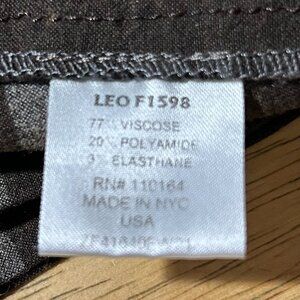 LEO F1598
77% VISCOSE
20% POLYAMIDE
3% ELASTHANE
RN# 110164
MADE IN NYC
USA